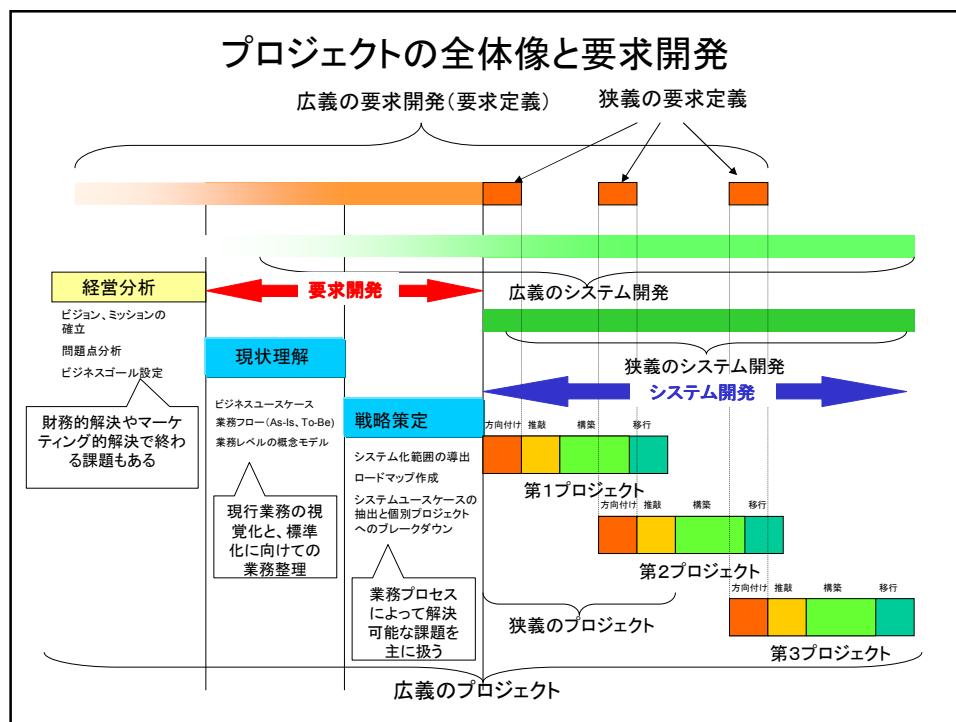 プロジェクトの全体像と要求開発
広義の要求開発(要求定義)
狭義の要求定義
経営分析
要求開発
広義のシステム開発
ビジョン、ミッションの
確立
問題点分析
ビジネスゴール設定
現状理解
狭義のシステム開発
システム開発
財務的解決やマーケ
ティング的解決で終わ
る課題もある
ビジネスユースケース
業務フロー(As-Is、To-Be)
業務レベルの概念モデル
戦略策定
システム化範囲の導出
ロードマップ作成
システムユースケースの
抽出と個別プロジェクト
へのブレークダウン
現行業務の視
覚化と、標準
化に向けての
業務整理
業務プロセス
によって解決
可能な課題を
主に扱う
方向付け 推敲 構築 移行
第1プロジェクト
方向付け 推敲 構築 移行
第2プロジェクト
方向付け 推敲 構築 移行
第3プロジェクト
狭義のプロジェクト
広義のプロジェクト